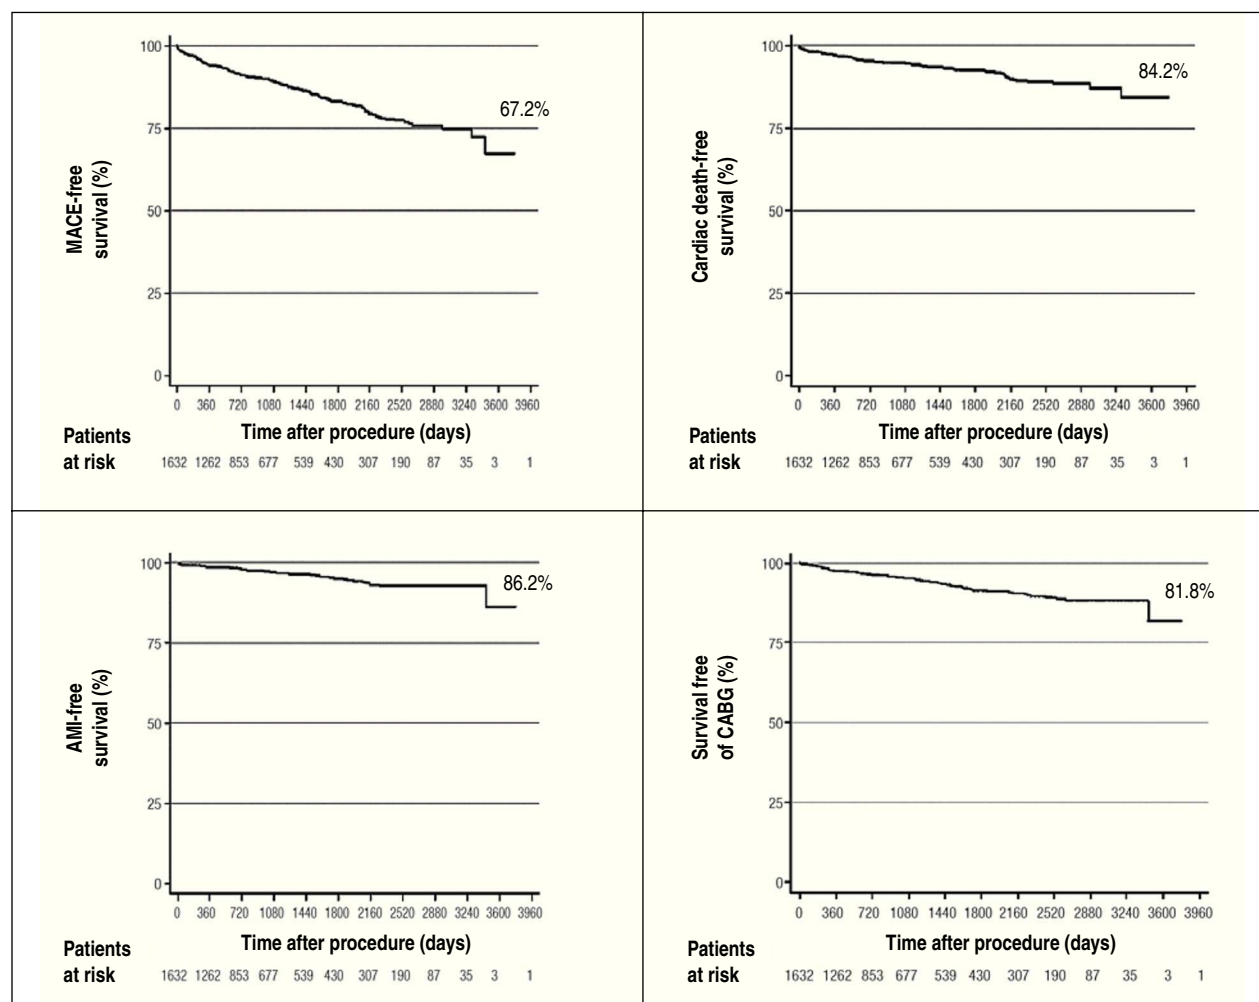 100
75
50
25
0
MACE-free
survival (%)
67.2%
0 360 720 1080 1440 1800 2160 2520 2880 3240 3600 3960
Time after procedure (days)
Patients
at risk
1632 1262 853 677 539 430 307 190 87 35 3 1
100
75
50
25
0
Cardiac death-free
survival (%)
84.2%
0 360 720 1080 1440 1800 2160 2520 2880 3240 3600 3960
Time after procedure (days)
Patients
at risk
1632 1262 853 677 539 430 307 190 87 35 3 1
100
75
50
25
0
AMI-free
survival (%)
86.2%
0 360 720 1080 1440 1800 2160 2520 2880 3240 3600 3960
Time after procedure (days)
Patients
at risk
1632 1262 853 677 539 430 307 190 87 35 3 1
100
75
50
25
0
Survival free
of CABG (%)
81.8%
0 360 720 1080 1440 1800 2160 2520 2880 3240 3600 3960
Time after procedure (days)
Patients
at risk
1632 1262 853 677 539 430 307 190 87 35 3 1